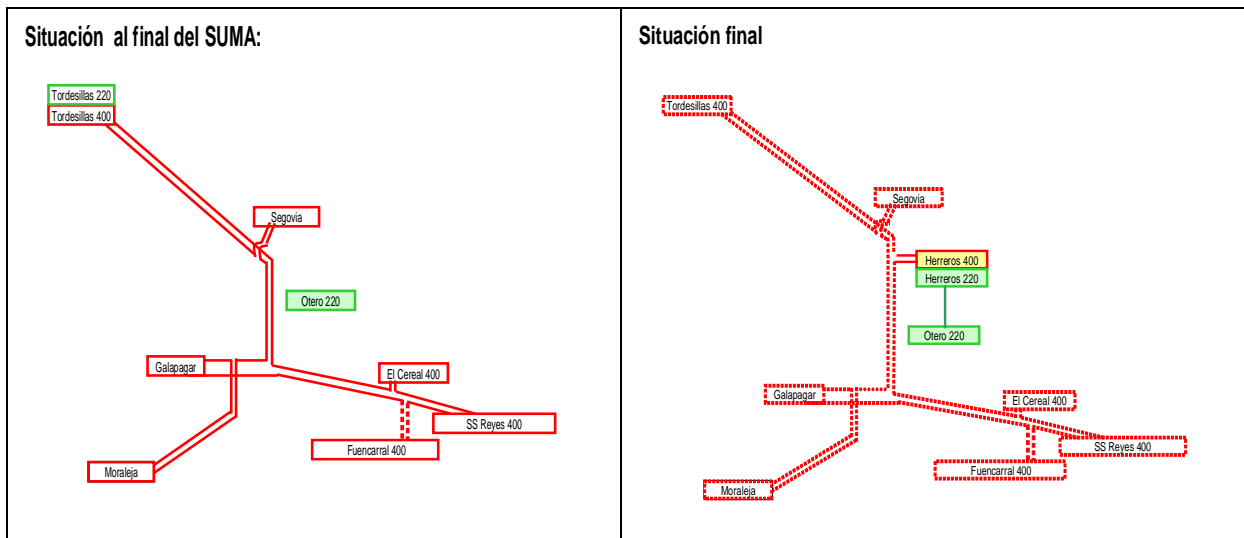 Situación al final del SUMA:
Tordesillas 220
Tordesillas 400
Segovia
Otero 220
Galapagar
El Cereal 400
SS Reyes 400
Fuencarral 400
Moraleja
Situación final
Tordesillas 400
Segovia
Herreros 400
Herreros 220
Otero 220
Galapagar
El Cereal 400
SS Reyes 400
Fuencarral 400
Moraleja